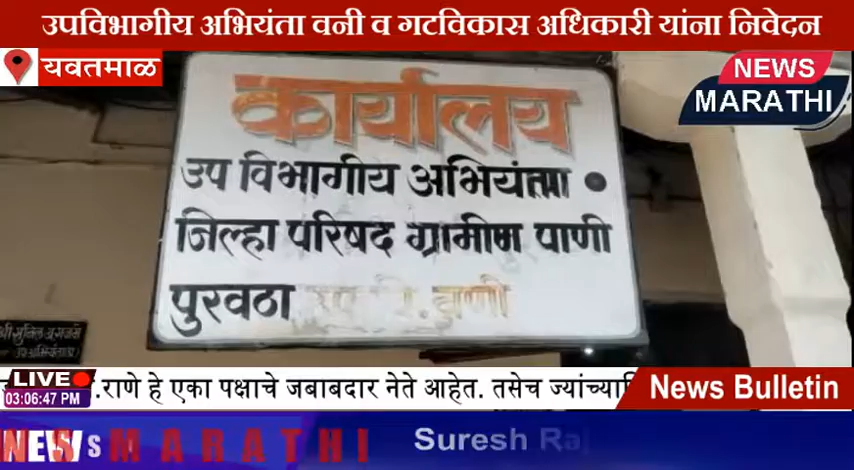 उपविभागीय अभियंता वनी व गटविकास अधिकारी यांना निवेदन
यवतमाळ
NEWS
MARATHI
कार्यालय
उप विभागीय अभियंता
जिल्हा परिषद ग्रामीण पाणी
पुरवठा
LIVE
03:06:47 PM
राणे हे एका पक्षाचे जबाबदार नेते आहेत. तसेच
News Bulletin
NEWS
MARATHI
Suresh